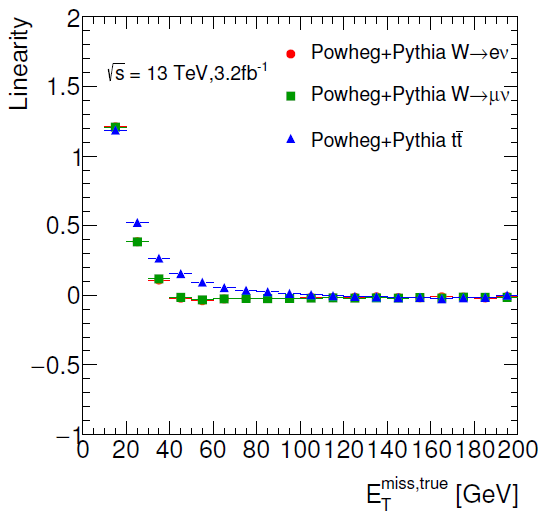 Linearity
2
1.5
1
0.5
0
−0.5
−1
√s = 13 TeV,3.2fb⁻¹
Powheg+Pythia W→eν
Powheg+Pythia W→μν
Powheg+Pythia tt̄
0 20 40 60 80 100 120 140 160 180 200
E_T^miss,true [GeV]